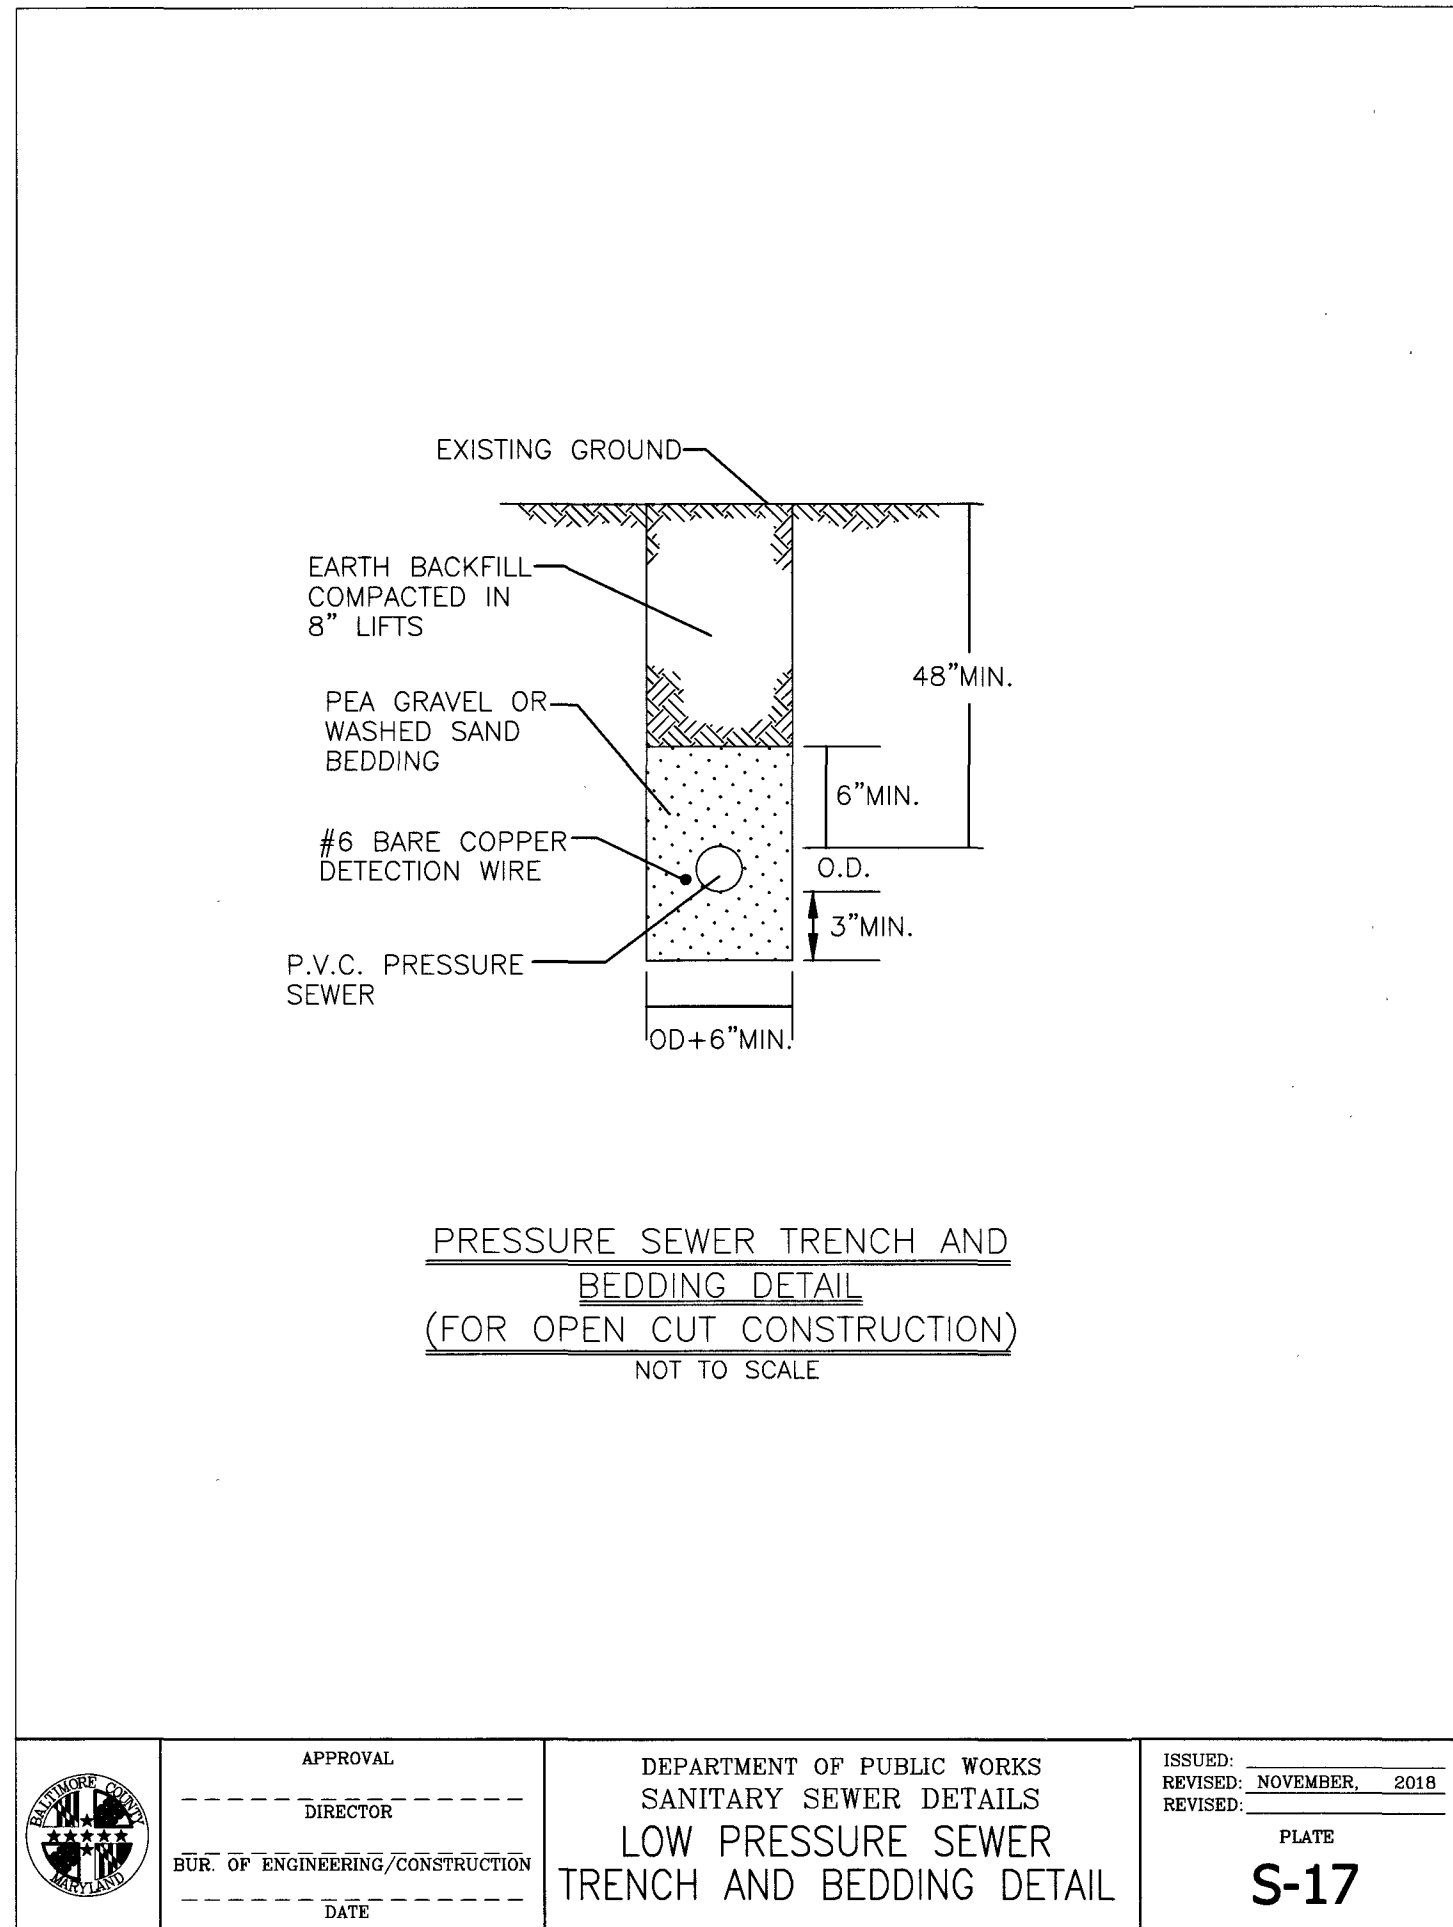 EXISTING GROUND
EARTH BACKFILL
COMPACTED IN
8" LIFTS
48"MIN.
PEA GRAVEL OR
WASHED SAND
BEDDING
6"MIN.
#6 BARE COPPER
DETECTION WIRE
O.D.
3"MIN.
P.V.C. PRESSURE
SEWER
OD+6"MIN.
PRESSURE SEWER TRENCH AND
BEDDING DETAIL
(FOR OPEN CUT CONSTRUCTION)
NOT TO SCALE
BALTIMORE COUNTY
MARYLAND
APPROVAL
DIRECTOR
BUR. OF ENGINEERING/CONSTRUCTION
DATE
DEPARTMENT OF PUBLIC WORKS
SANITARY SEWER DETAILS
LOW PRESSURE SEWER
TRENCH AND BEDDING DETAIL
ISSUED:
REVISED: NOVEMBER, 2018
REVISED:
PLATE
S-17